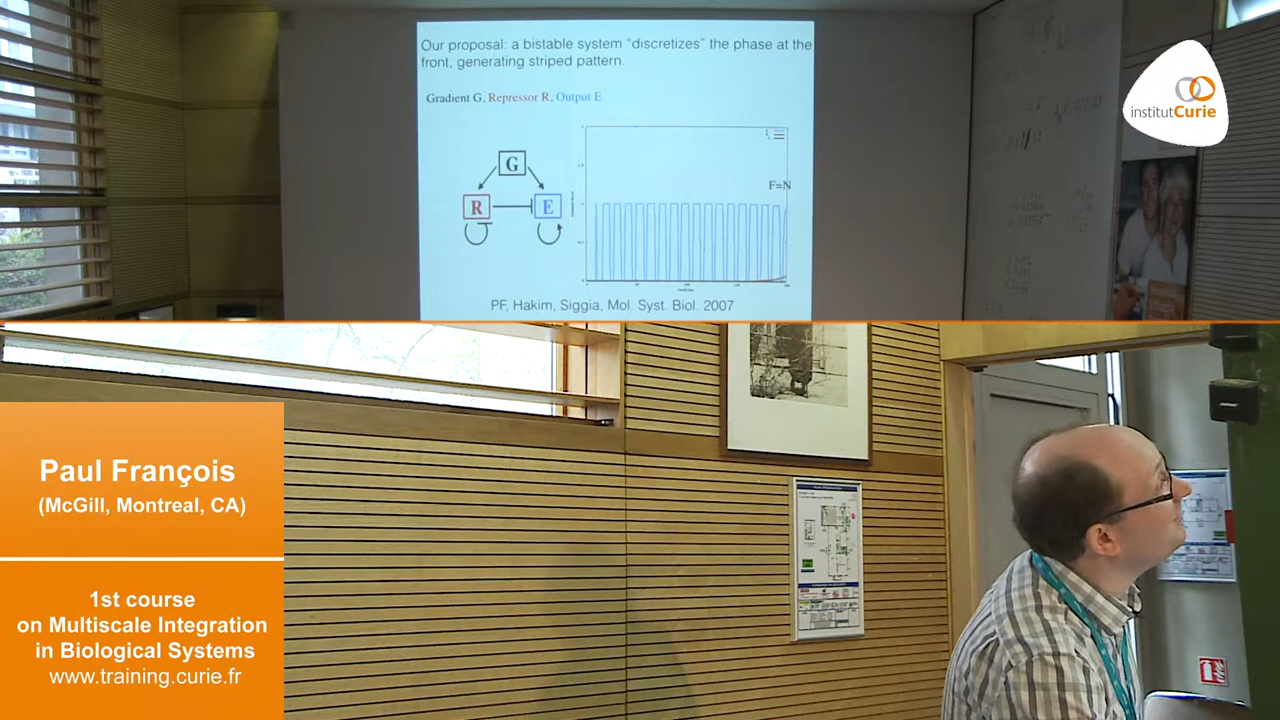 Our proposal: a bistable system "discretizes" the phase at the
front, generating striped pattern.
Gradient G, Repressor R, Output E
G
R
E
F=N
PF, Hakim, Siggia, Mol. Syst. Biol. 2007
institutCurie
Paul François
(McGill, Montreal, CA)
1st course
on Multiscale Integration
in Biological Systems
www.training.curie.fr